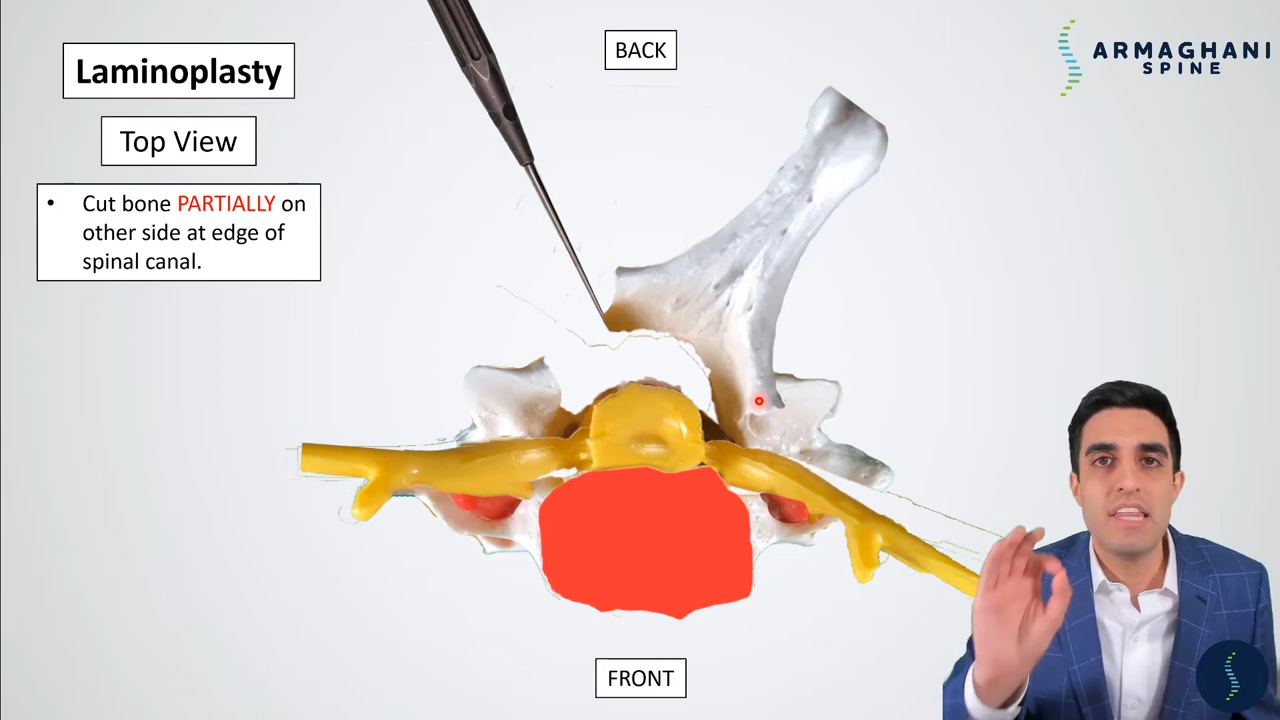 Laminoplasty
Top View
• Cut bone PARTIALLY on
other side at edge of
spinal canal.
BACK
ARMAGHANI
SPINE
FRONT